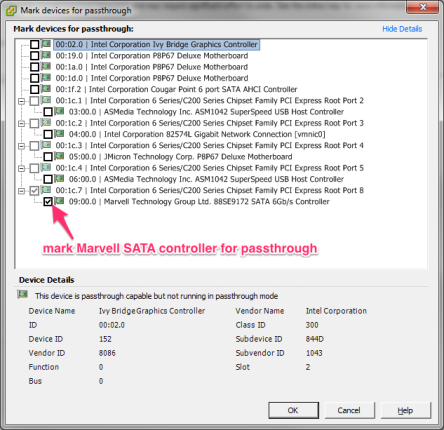 Mark devices for passthrough
Mark devices for passthrough:
Hide Details
00:02.0 | Intel Corporation Ivy Bridge Graphics Controller
00:19.0 | Intel Corporation P8P67 Deluxe Motherboard
00:1a.0 | Intel Corporation P8P67 Deluxe Motherboard
00:1d.0 | Intel Corporation P8P67 Deluxe Motherboard
00:1f.2 | Intel Corporation Cougar Point 6 port SATA AHCI Controller
00:1c.1 | Intel Corporation 6 Series/C200 Series Chipset Family PCI Express Root Port 2
03:00.0 | ASMedia Technology Inc. ASM1042 SuperSpeed USB Host Controller
00:1c.2 | Intel Corporation 6 Series/C200 Series Chipset Family PCI Express Root Port 3
04:00.0 | Intel Corporation 82574L Gigabit Network Connection [vmnic0]
00:1c.3 | Intel Corporation 6 Series/C200 Series Chipset Family PCI Express Root Port 4
05:00.0 | JMicron Technology Corp. P8P67 Deluxe Motherboard
00:1c.4 | Intel Corporation 6 Series/C200 Series Chipset Family PCI Express Root Port 5
06:00.0 | ASMedia Technology Inc. ASM1042 SuperSpeed USB Host Controller
00:1c.7 | Intel Corporation 6 Series/C200 Series Chipset Family PCI Express Root Port 8
09:00.0 | Marvell Technology Group Ltd. 88SE9172 SATA 6Gb/s Controller
mark Marvell SATA controller for passthrough
Device Details
This device is passthrough capable but not running in passthrough mode
Device Name Ivy Bridge Graphics Controller Vendor Name Intel Corporation
ID 00:02.0 Class ID 300
Device ID 152 Subdevice ID 844D
Vendor ID 8086 Subvendor ID 1043
Function 0 Slot 2
Bus 0
OK Cancel Help